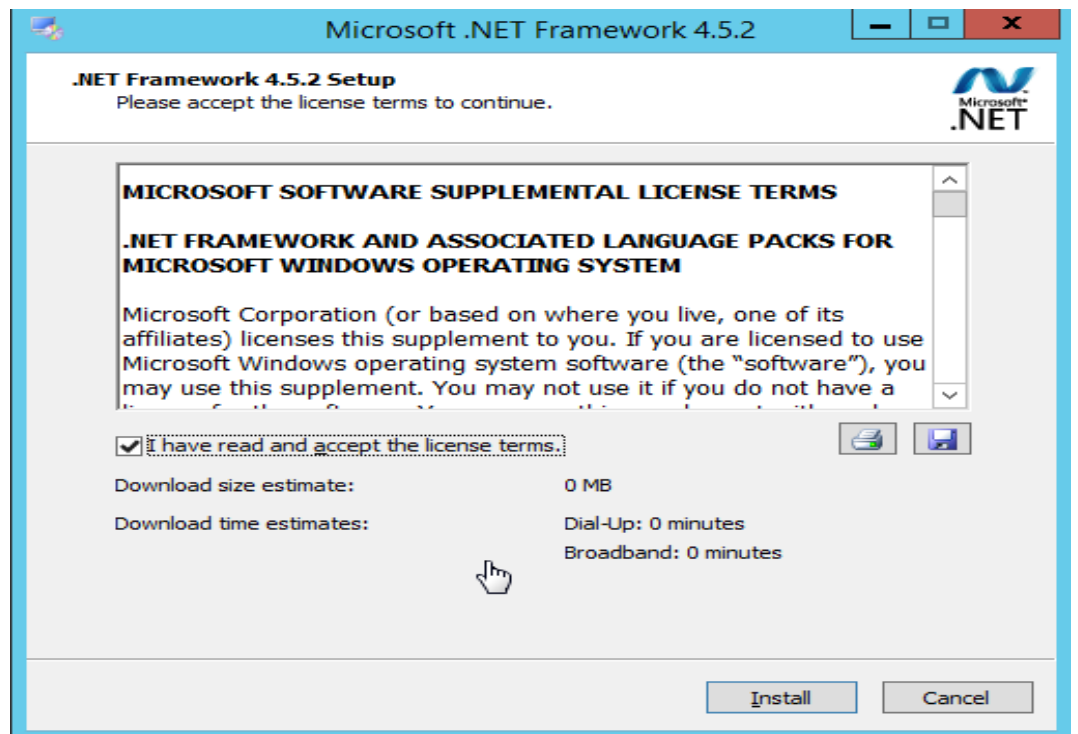 Microsoft .NET Framework 4.5.2
.NET Framework 4.5.2 Setup
Please accept the license terms to continue.
Microsoft
.NET
MICROSOFT SOFTWARE SUPPLEMENTAL LICENSE TERMS
.NET FRAMEWORK AND ASSOCIATED LANGUAGE PACKS FOR
MICROSOFT WINDOWS OPERATING SYSTEM
Microsoft Corporation (or based on where you live, one of its
affiliates) licenses this supplement to you. If you are licensed to use
Microsoft Windows operating system software (the “software”), you
may use this supplement. You may not use it if you do not have a
I have read and accept the license terms.
Download size estimate: 0 MB
Download time estimates: Dial-Up: 0 minutes
Broadband: 0 minutes
Install Cancel